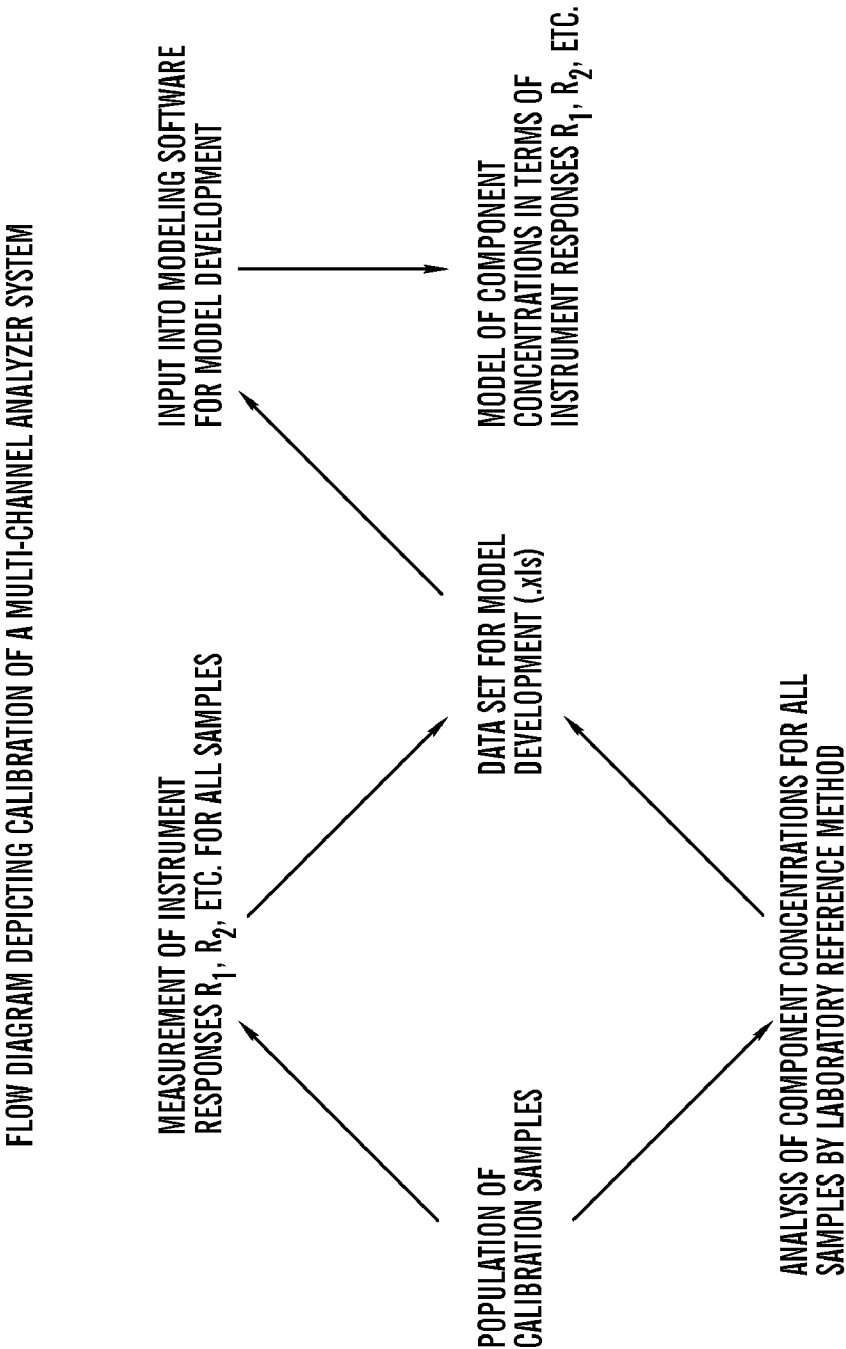 FLOW DIAGRAM DEPICTING CALIBRATION OF A MULTI-CHANNEL ANALYZER SYSTEM
MEASUREMENT OF INSTRUMENT
RESPONSES R1, R2, ETC. FOR ALL SAMPLES
INPUT INTO MODELING SOFTWARE
FOR MODEL DEVELOPMENT
POPULATION OF
CALIBRATION SAMPLES
DATA SET FOR MODEL
DEVELOPMENT (.xls)
MODEL OF COMPONENT
CONCENTRATIONS IN TERMS OF
INSTRUMENT RESPONSES R1, R2, ETC.
ANALYSIS OF COMPONENT CONCENTRATIONS FOR ALL
SAMPLES BY LABORATORY REFERENCE METHOD